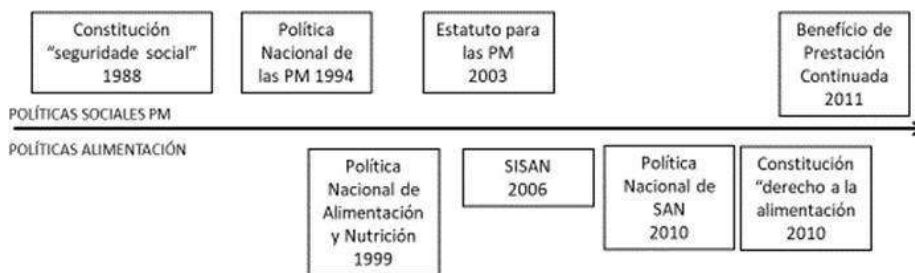 Constitución
"seguridade social"
1988
Política
Nacional de
las PM 1994
Estatuto para
las PM
2003
Benefício de
Prestación
Continuada
2011
POLÍTICAS SOCIALES PM
POLÍTICAS ALIMENTACIÓN
Política
Nacional de
Alimentación
y Nutrición
1999
SISAN
2006
Política
Nacional de
SAN
2010
Constitución
"derecho a la
alimentación
2010